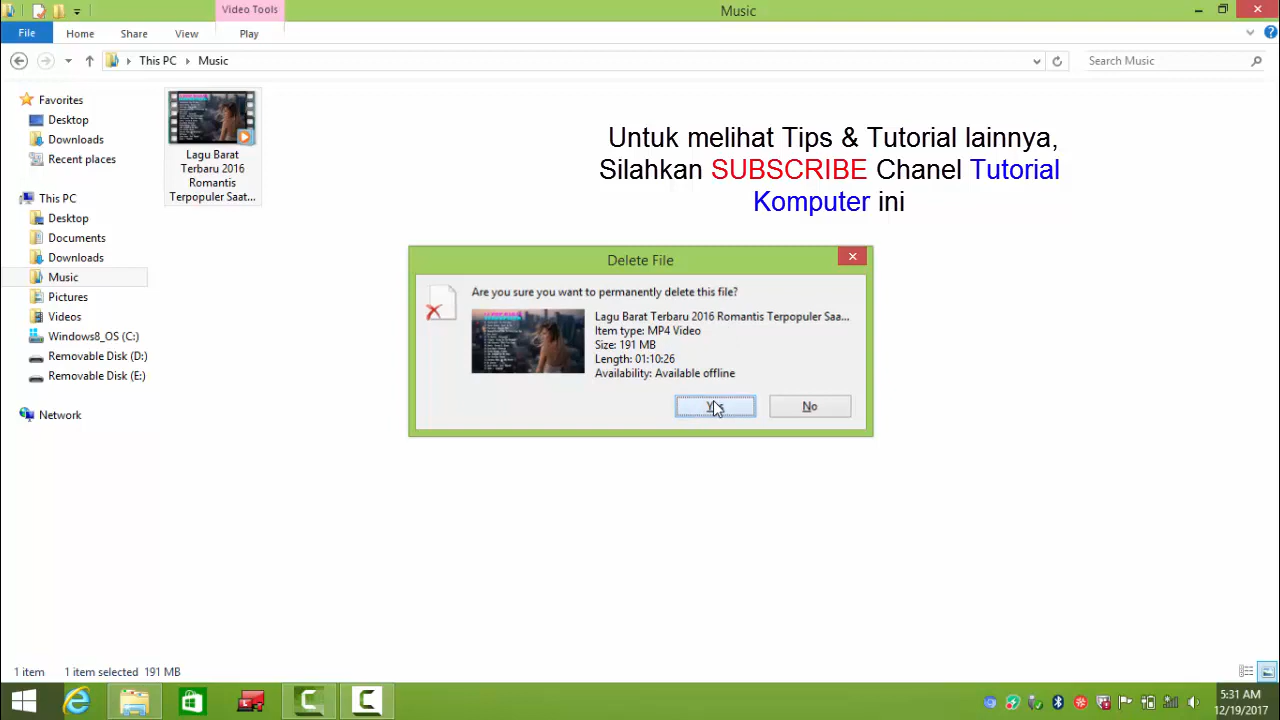 Video Tools
Music
File
Home
Share
View
Play
This PC
Music
Search Music
Favorites
Desktop
Downloads
Recent places
This PC
Desktop
Documents
Downloads
Music
Pictures
Videos
Windows8_OS (C:)
Removable Disk (D:)
Removable Disk (E:)
Network
Lagu Barat
Terbaru 2016
Romantis
Terpopuler Saat...
Untuk melihat Tips & Tutorial lainnya,
Silahkan SUBSCRIBE Chanel Tutorial
Komputer ini
Delete File
Are you sure you want to permanently delete this file?
Lagu Barat Terbaru 2016 Romantis Terpopuler Saa...
Item type: MP4 Video
Size: 191 MB
Length: 01:10:26
Availability: Available offline
No
1 item
1 item selected 191 MB
5:31 AM
12/19/2017